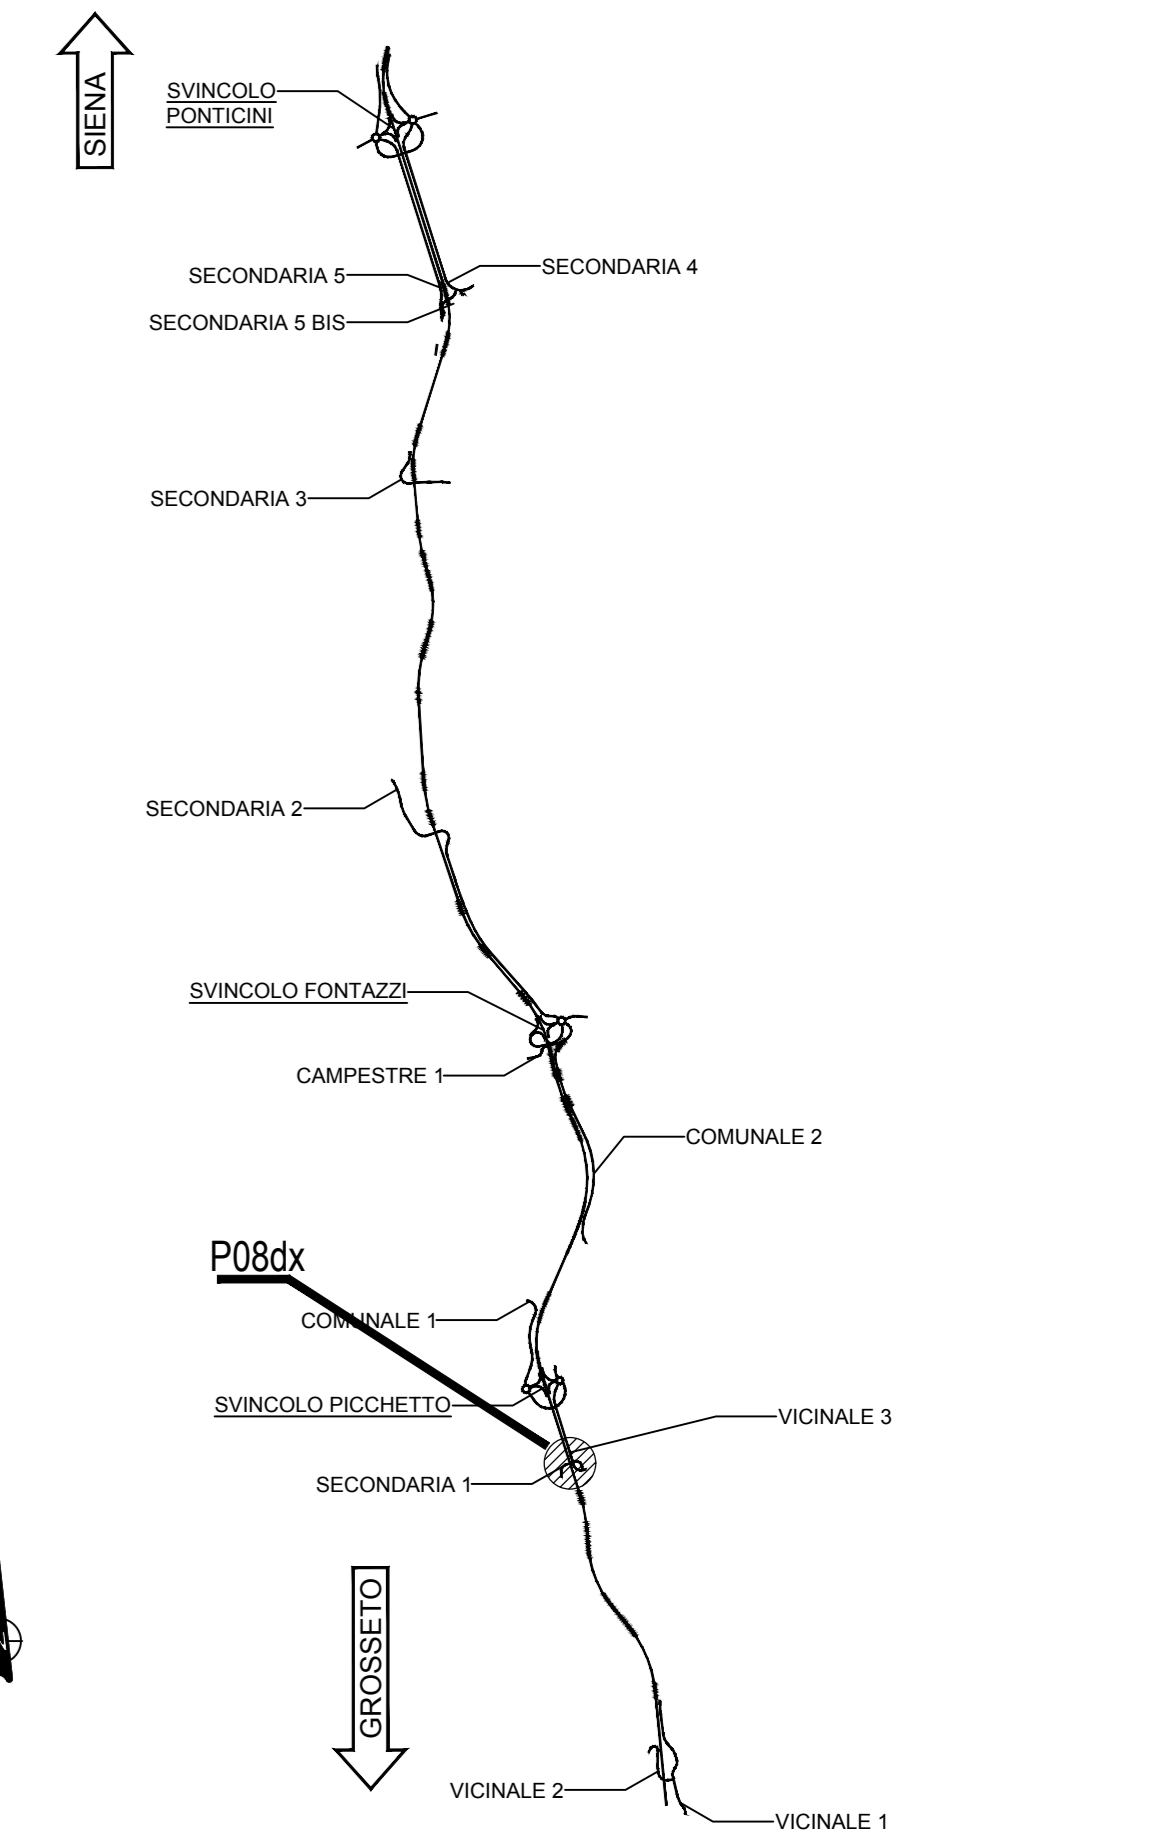 SIENA
SVINCOLO
PONTICINI
SECONDARIA 4
SECONDARIA 5
SECONDARIA 5 BIS
SECONDARIA 3
SECONDARIA 2
SVINCOLO FONTAZZI
CAMPESTRE 1
COMUNALE 2
P08dx
COMUNALE 1
SVINCOLO PICCHETTO
VICINALE 3
SECONDARIA 1
GROSSETO
VICINALE 2
VICINALE 1